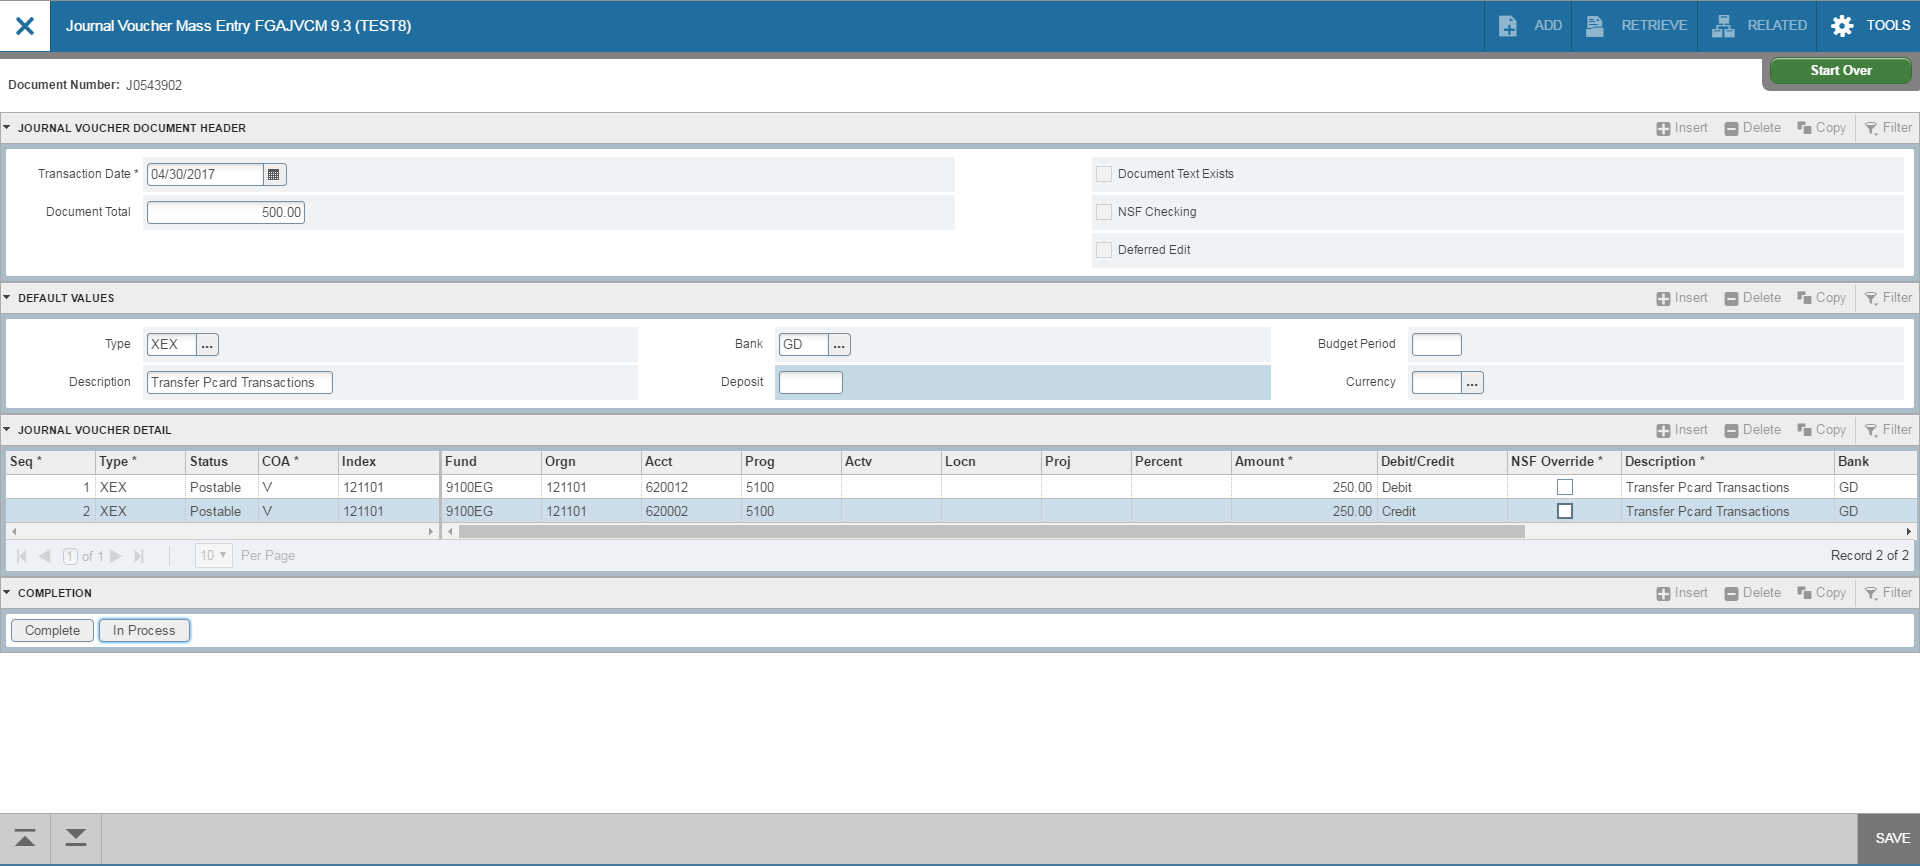 Journal Voucher Mass Entry FGAJVCM 9.3 (TEST8) ADD RETRIEVE RELATED TOOLS
Start Over
Document Number: J0543902
JOURNAL VOUCHER DOCUMENT HEADER Insert Delete Copy Filter
Transaction Date * 04/30/2017 Document Text Exists
Document Total 500.00 NSF Checking
Deferred Edit
DEFAULT VALUES Insert Delete Copy Filter
Type XEX ... Bank GD ... Budget Period
Description Transfer Pcard Transactions Deposit Currency ...
JOURNAL VOUCHER DETAIL Insert Delete Copy Filter
Seq * Type * Status COA * Index Fund Orgn Acct Prog Actv Locn Proj Percent Amount * Debit/Credit NSF Override * Description * Bank
1 XEX Postable V 121101 9100EG 121101 620012 5100 250.00 Debit Transfer Pcard Transactions GD
2 XEX Postable V 121101 9100EG 121101 620002 5100 250.00 Credit Transfer Pcard Transactions GD
1 of 1 10 Per Page Record 2 of 2
COMPLETION Insert Delete Copy Filter
Complete In Process
SAVE